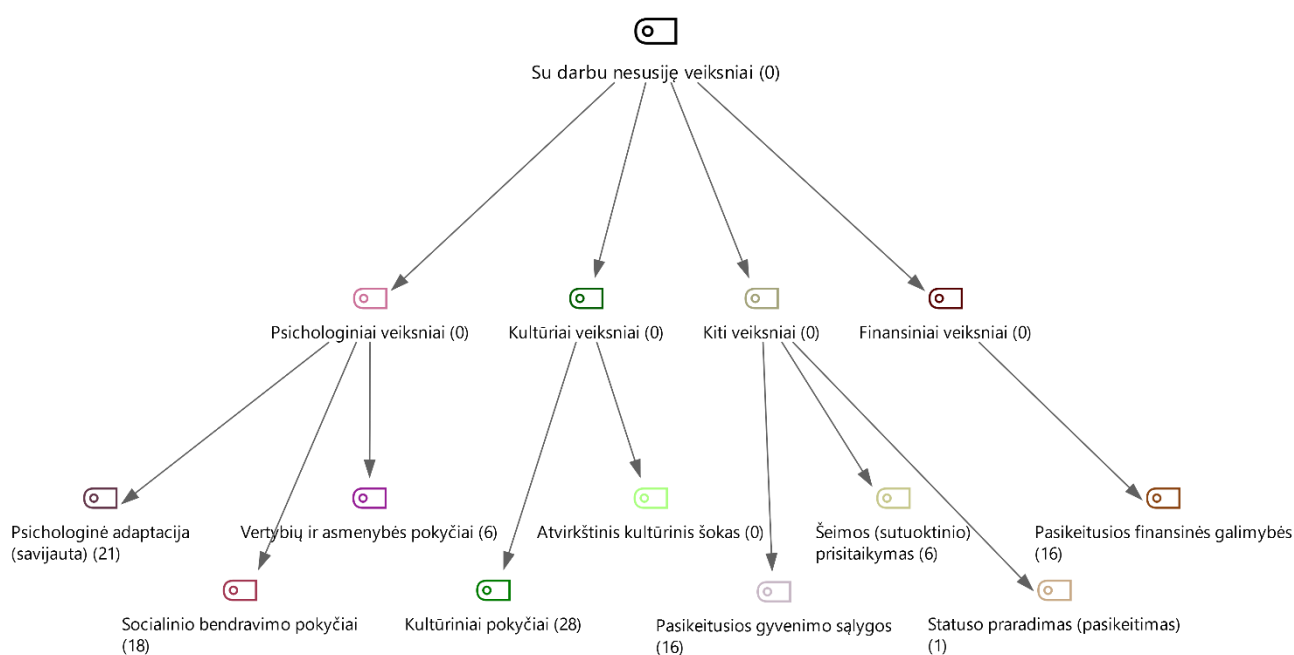 Su darbu nesusiję veiksniai (0)
Psichologiniai veiksniai (0)
Kultūriai veiksniai (0)
Kiti veiksniai (0)
Finansiniai veiksniai (0)
Psichologinė adaptacija
(savijauta) (21)
Vertybių ir asmenybės pokyčiai (6)
Atvirkštinis kultūrinis šokas (0)
Šeimos (sutuoktinio)
prisitaikymas (6)
Pasikeitusios finansinės galimybės
(16)
Socialinio bendravimo pokyčiai
(18)
Kultūriniai pokyčiai (28)
Pasikeitusios gyvenimo sąlygos
(16)
Statuso praradimas (pasikeitimas)
(1)